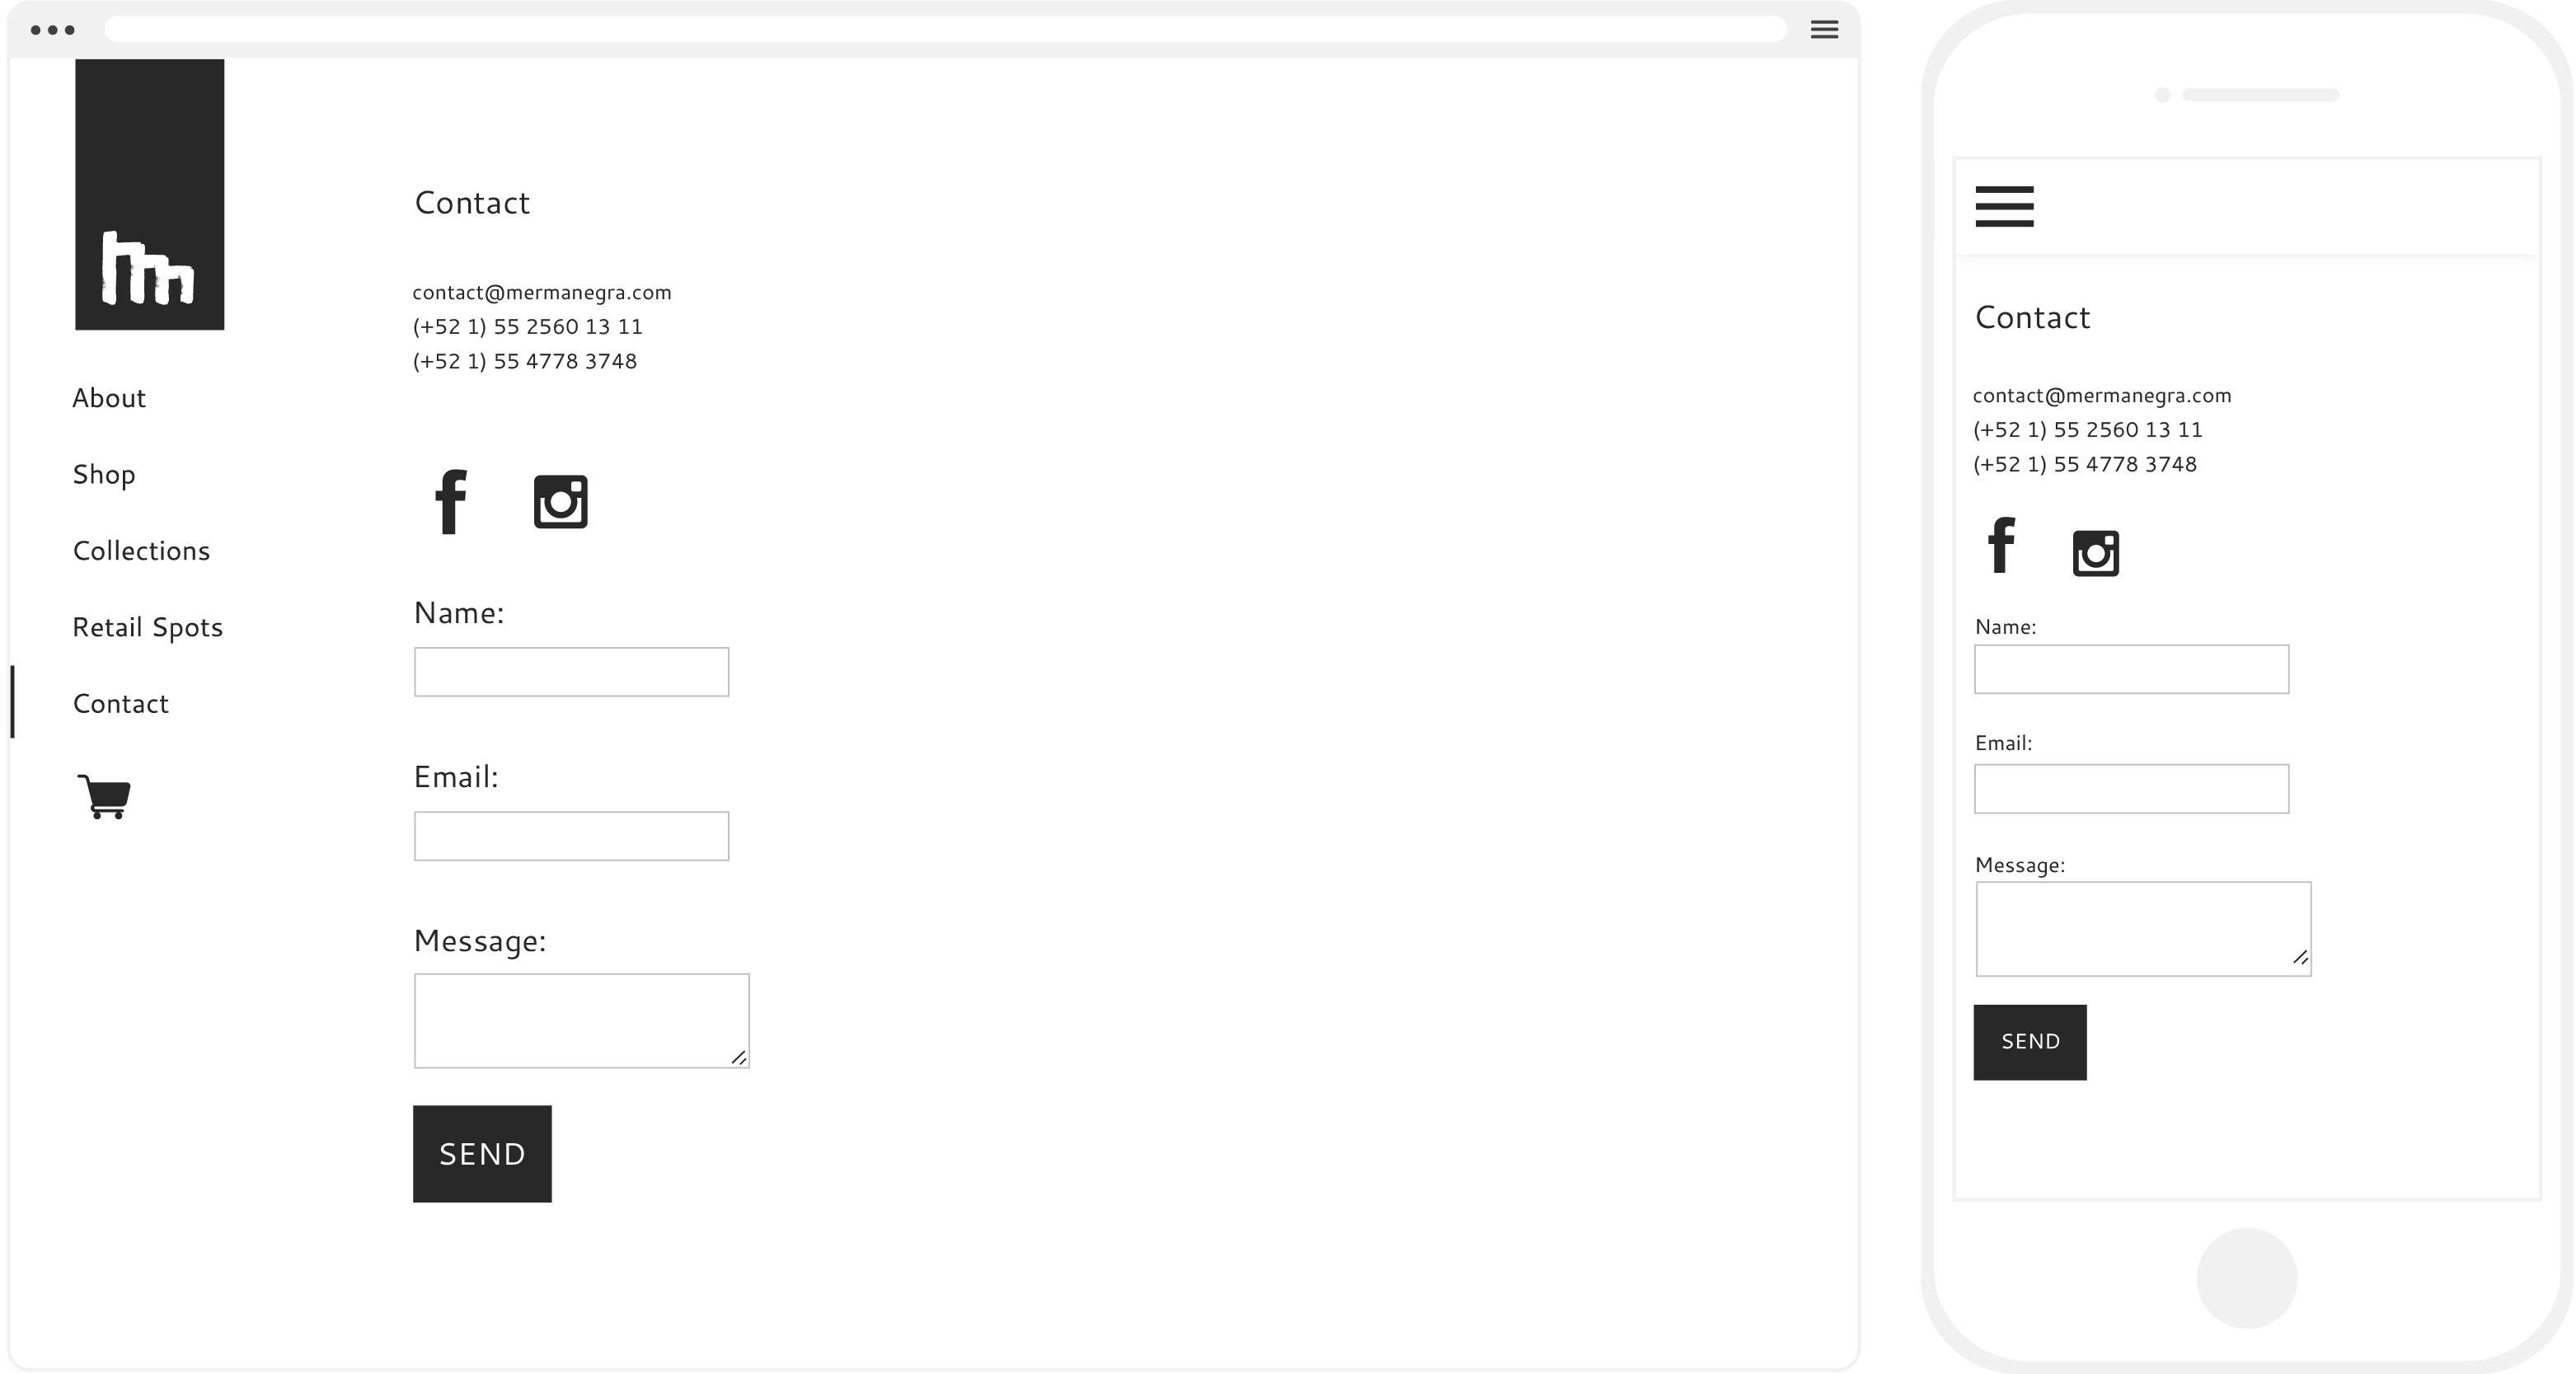 About
Shop
Collections
Retail Spots
Contact
Contact
contact@mermanegra.com
(+52 1) 55 2560 13 11
(+52 1) 55 4778 3748
Name:
Email:
Message:
SEND
Contact
contact@mermanegra.com
(+52 1) 55 2560 13 11
(+52 1) 55 4778 3748
Name:
Email:
Message:
SEND